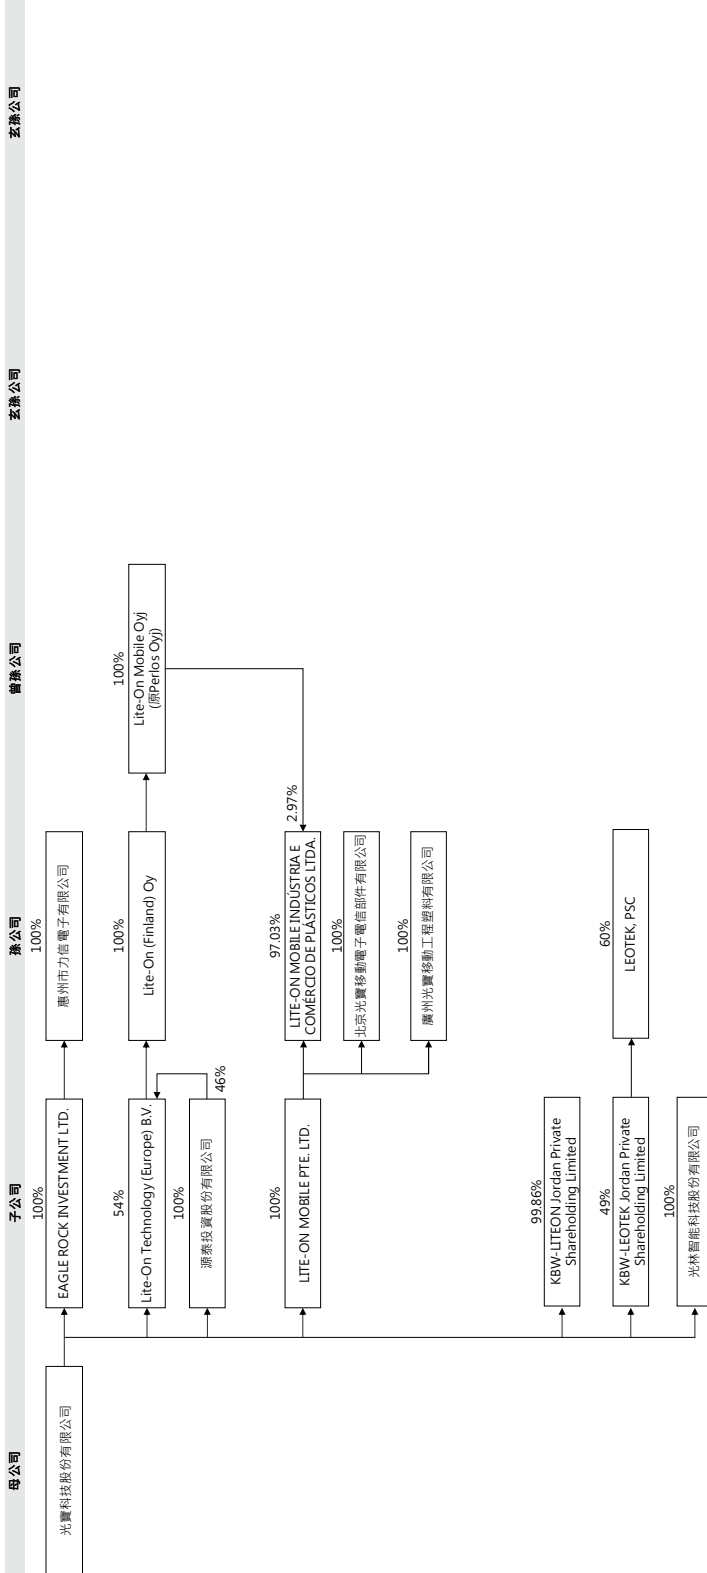 母公司
子公司
孫公司
曾孫公司
玄孫公司
玄孫公司
光寶科技股份有限公司
100%
EAGLE ROCK INVESTMENT LTD.
100%
惠州市力信電子有限公司
54%
Lite-On Technology (Europe) B.V.
100%
Lite-On (Finland) Oy
100%
Lite-On Mobile Oyj
(原Perlos Oyj)
100%
源泰投資股份有限公司
46%
100%
LITE-ON MOBILE PTE. LTD.
97.03%
2.97%
LITE-ON MOBILE INDÚSTRIA E
COMÉRCIO DE PLÁSTICOS LTDA.
100%
北京光寶移動電子電信部件有限公司
100%
廣州光寶移動工程塑料有限公司
99.86%
KBW-LITEON Jordan Private
Shareholding Limited
49%
KBW-LEOTEK Jordan Private
Shareholding Limited
60%
LEOTEK, PSC
100%
光林智能科技股份有限公司